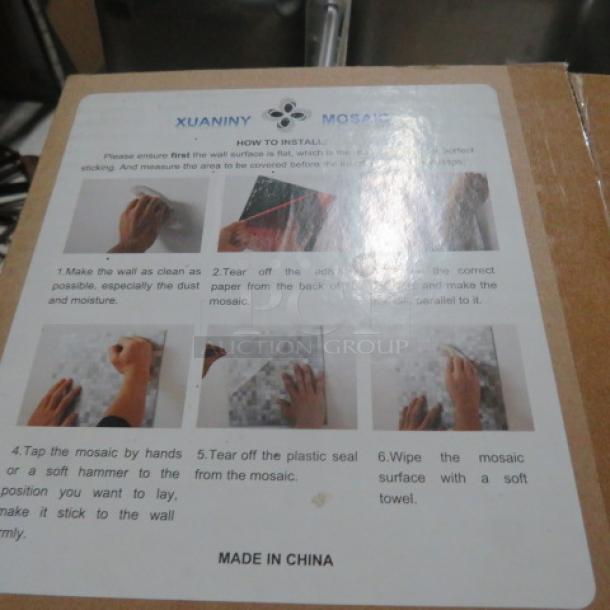 XUANINY MOSAIC
HOW TO INSTALL
Please ensure first the wall surface is flat, which is the
sticking. And measure the area to be covered before the
1.Make the wall as clean as
possible, especially the dust
and moisture.
2.Tear off the
paper from the back of
mosaic.
the correct
and make the
parallel to it.
PCI
AUCTION GROUP
4.Tap the mosaic by hands
or a soft hammer to the
position you want to lay,
make it stick to the wall
5.Tear off the plastic seal
from the mosaic.
6.Wipe the mosaic
surface with a soft
towel.
MADE IN CHINA